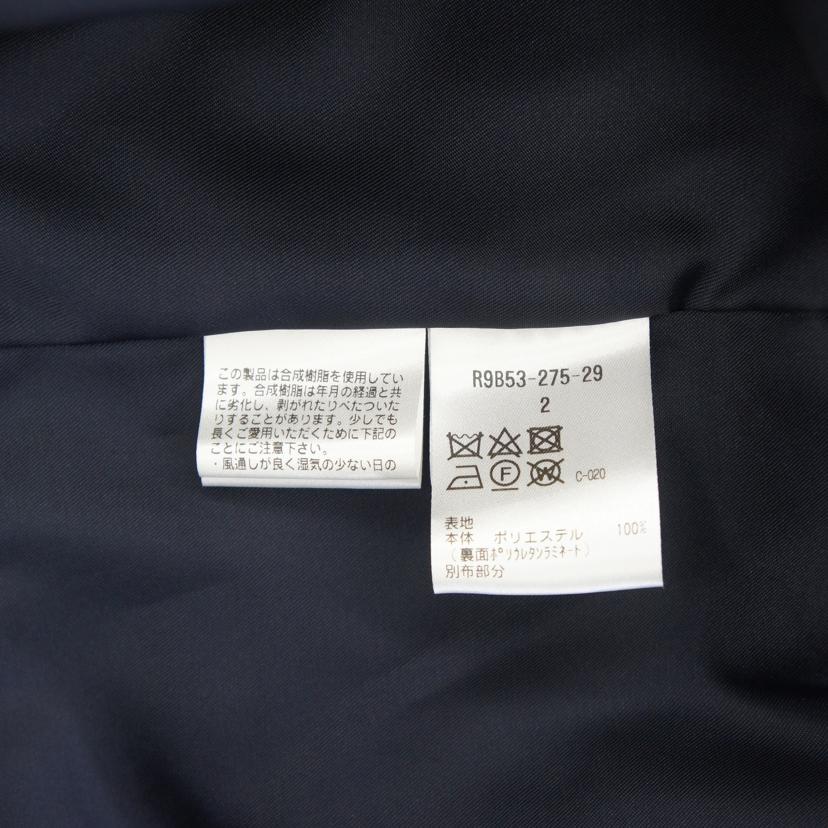 この製品は合成樹脂を使用してい
ます。合成樹脂は年月の経過と共
に劣化し、剥がれたりべたついた
りすることがあります。少しでも
長くご愛用いただくために下記の
ことにご注意下さい。
・風通しが良く湿気の少ない日の
R9B53-275-29
2
F
W
C-020
表地
本体 ポリエステル 100%
(裏面ﾎﾟﾘｳﾚﾀﾝﾗﾐﾈｰﾄ)
別布部分